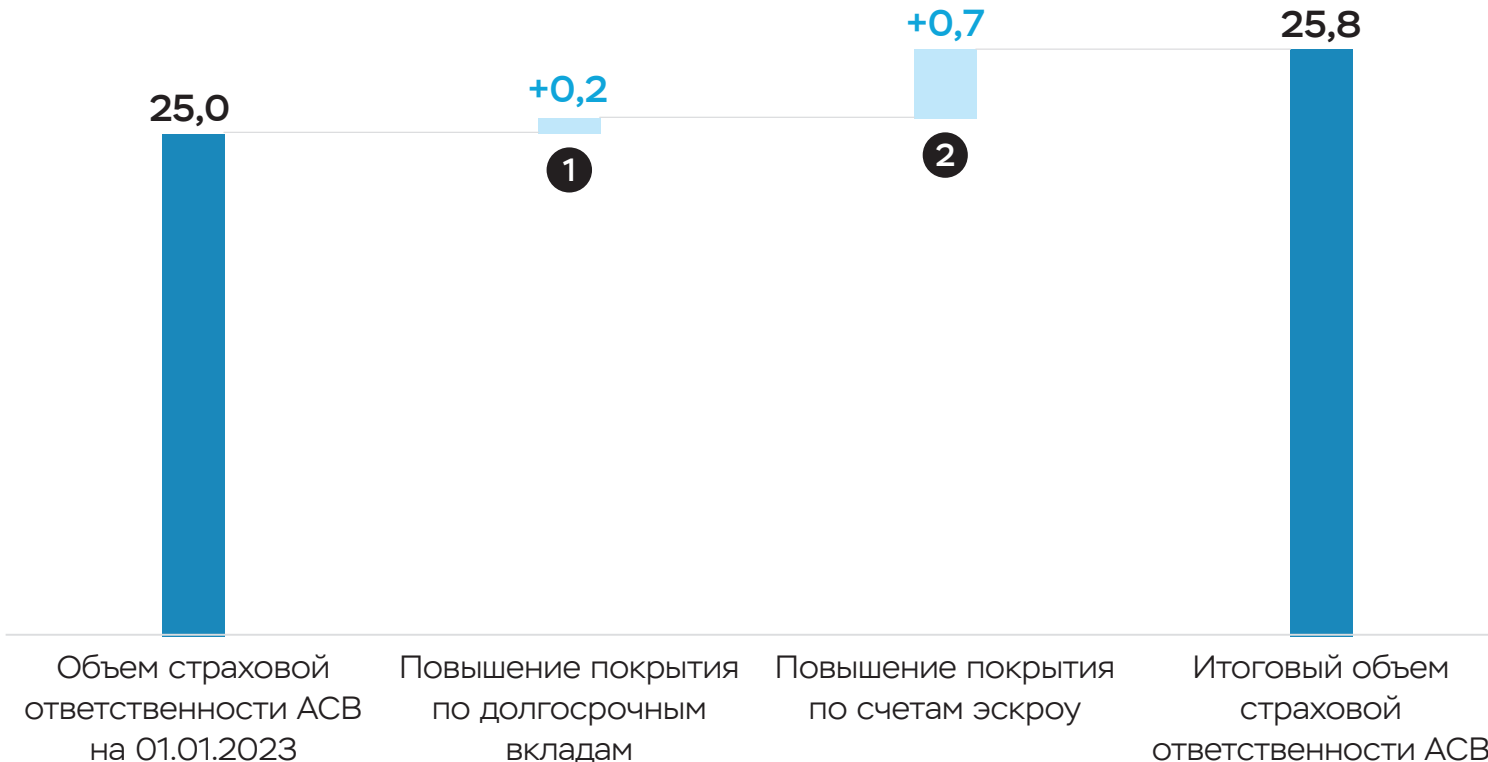 +0,7
25,8
+0,2
25,0
1
2
Объем страховой
ответственности АСВ
на 01.01.2023
Повышение покрытия
по долгосрочным
вкладам
Повышение покрытия
по счетам эскроу
Итоговый объем
страховой
ответственности АСВ